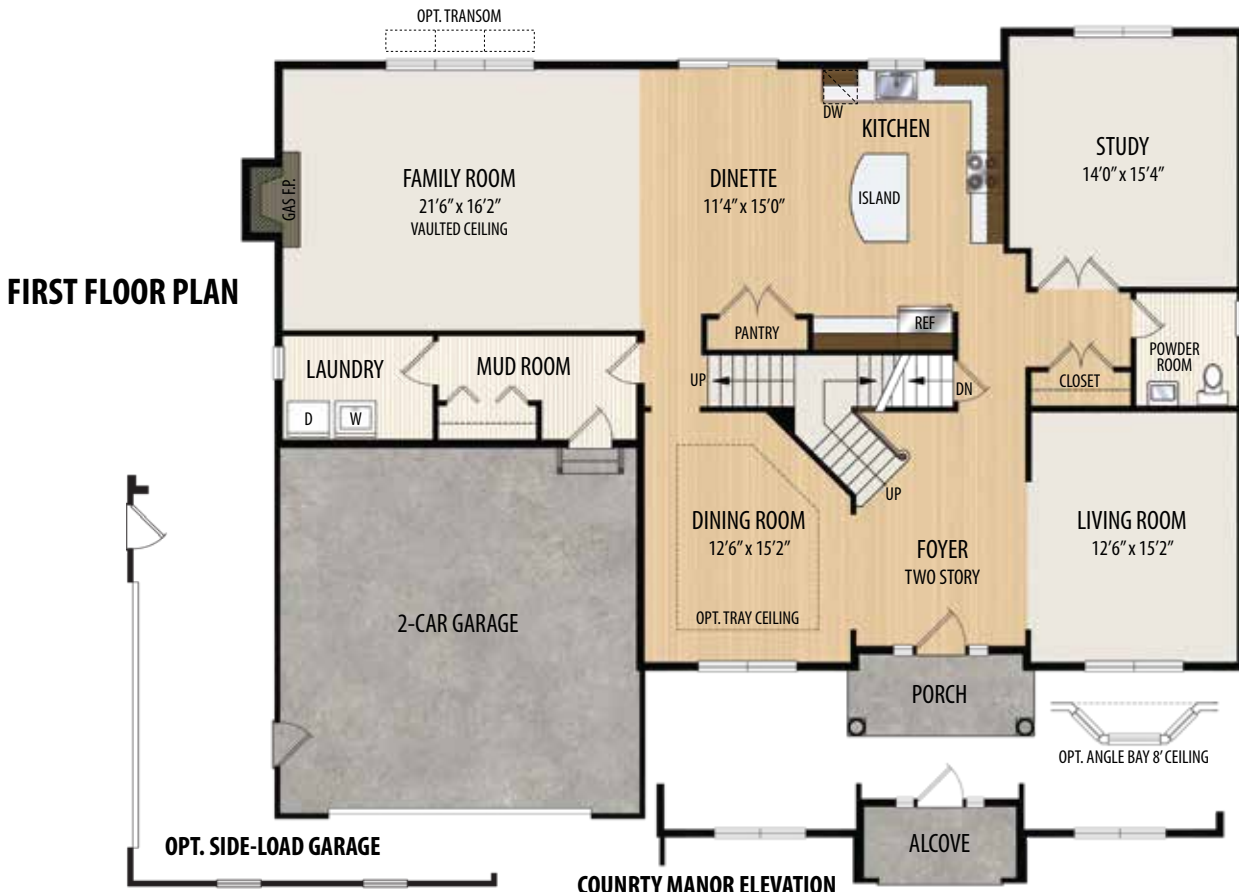 OPT. TRANSOM
DW
KITCHEN
FAMILY ROOM
21'6" x 16'2"
VAULTED CEILING
GAS F.P.
DINETTE
11'4" x 15'0"
ISLAND
STUDY
14'0" x 15'4"
FIRST FLOOR PLAN
PANTRY
REF
LAUNDRY
MUD ROOM
D
W
UP
DN
CLOSET
POWDER
ROOM
UP
DINING ROOM
12'6" x 15'2"
OPT. TRAY CEILING
FOYER
TWO STORY
LIVING ROOM
12'6" x 15'2"
2-CAR GARAGE
PORCH
OPT. ANGLE BAY 8' CEILING
OPT. SIDE-LOAD GARAGE
ALCOVE
COUNRTY MANOR ELEVATION